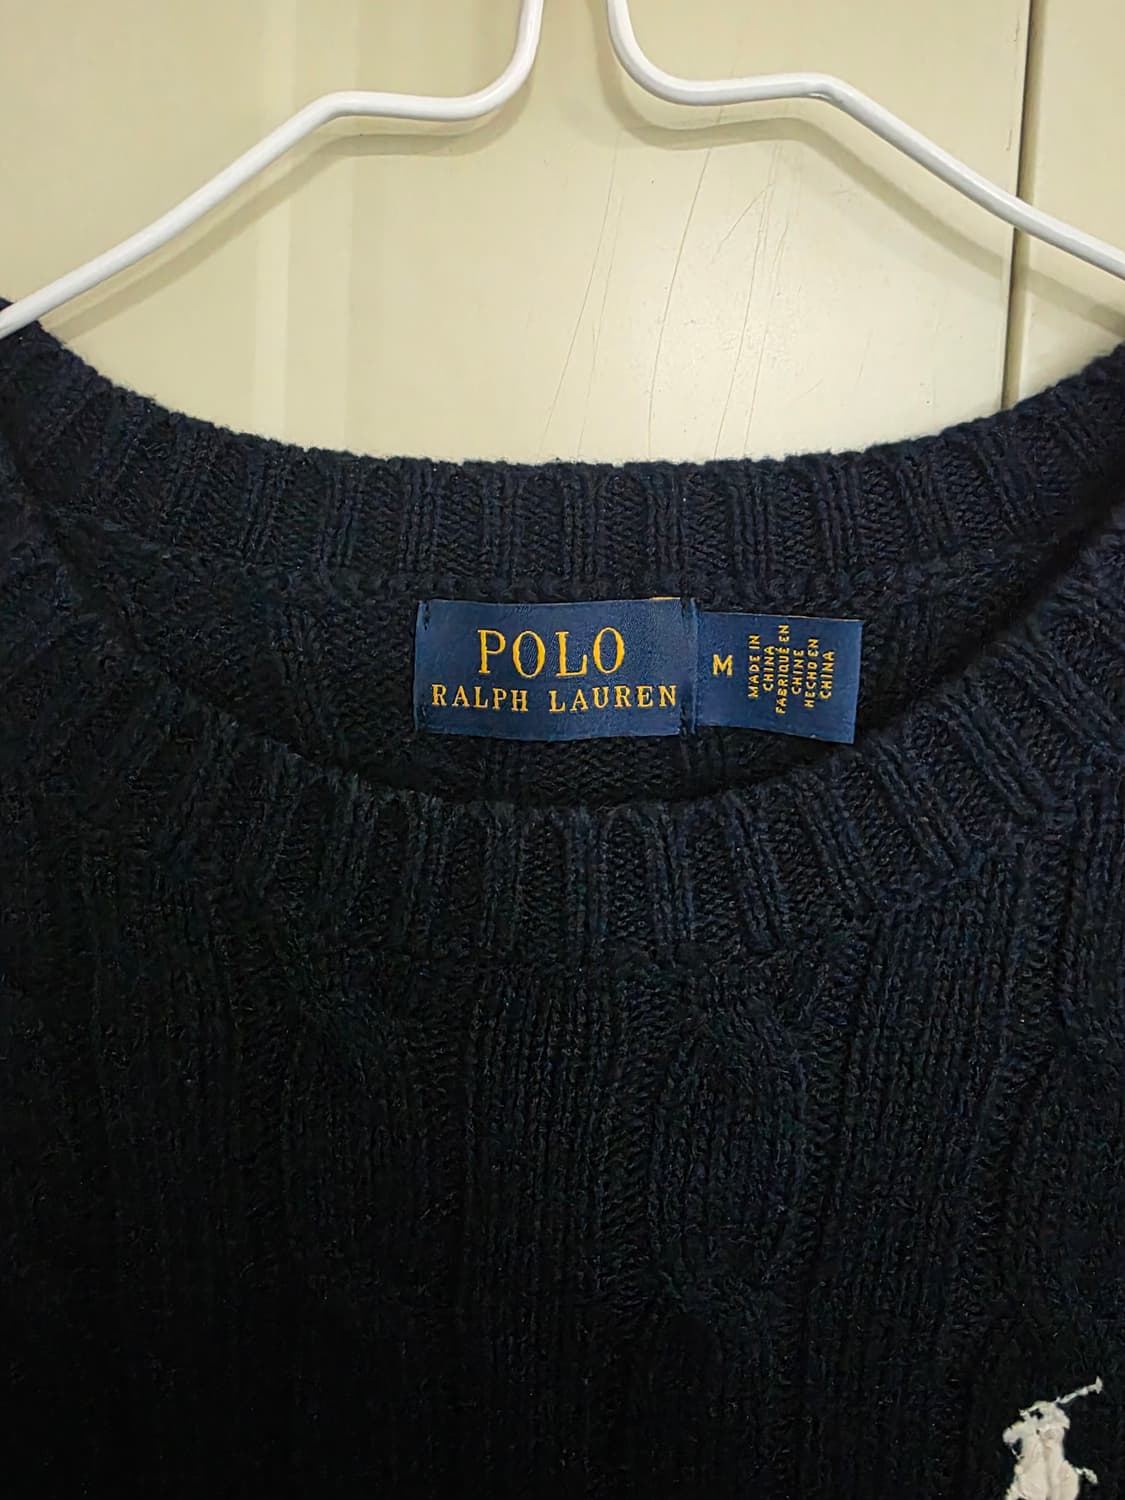 POLO
RALPH LAUREN
M
MADE IN
CHINA
FABRIQUÉ EN
CHINE
HECHO EN
CHINA